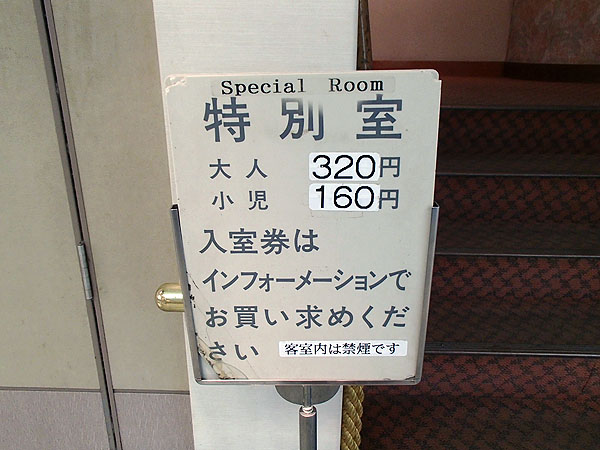 Special Room
特別室
大人 320円
小児 160円
入室券は
インフォーメーションで
お買い求めくだ
さい 客室内は禁煙です